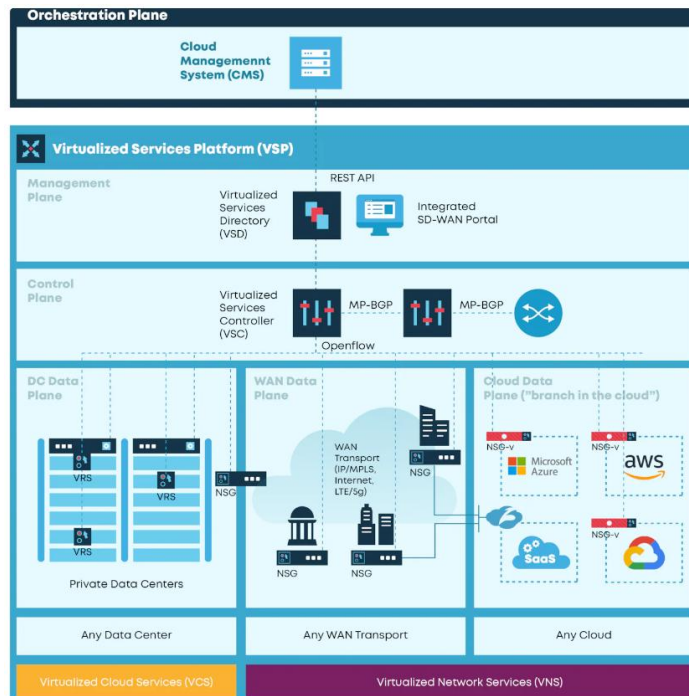 Orchestration Plane
Cloud
Managemennt
System (CMS)
Virtualized Services Platform (VSP)
Management
Plane
REST API
Virtualized
Services
Directory
(VSD)
Integrated
SD-WAN Portal
Control
Plane
Virtualized
Services
Controller
(VSC)
MP-BGP
MP-BGP
Openflow
DC Data
Plane
VRS
VRS
VRS
Private Data Centers
NSG
WAN Data
Plane
WAN
Transport
(IP/MPLS,
Internet,
LTE/5g)
NSG
NSG
NSG
Cloud Data
Plane ("branch in the cloud")
NSG-v
Microsoft
Azure
NSG-v
aws
SaaS
NSG-v
Any Data Center
Any WAN Transport
Any Cloud
Virtualized Cloud Services (VCS)
Virtualized Network Services (VNS)